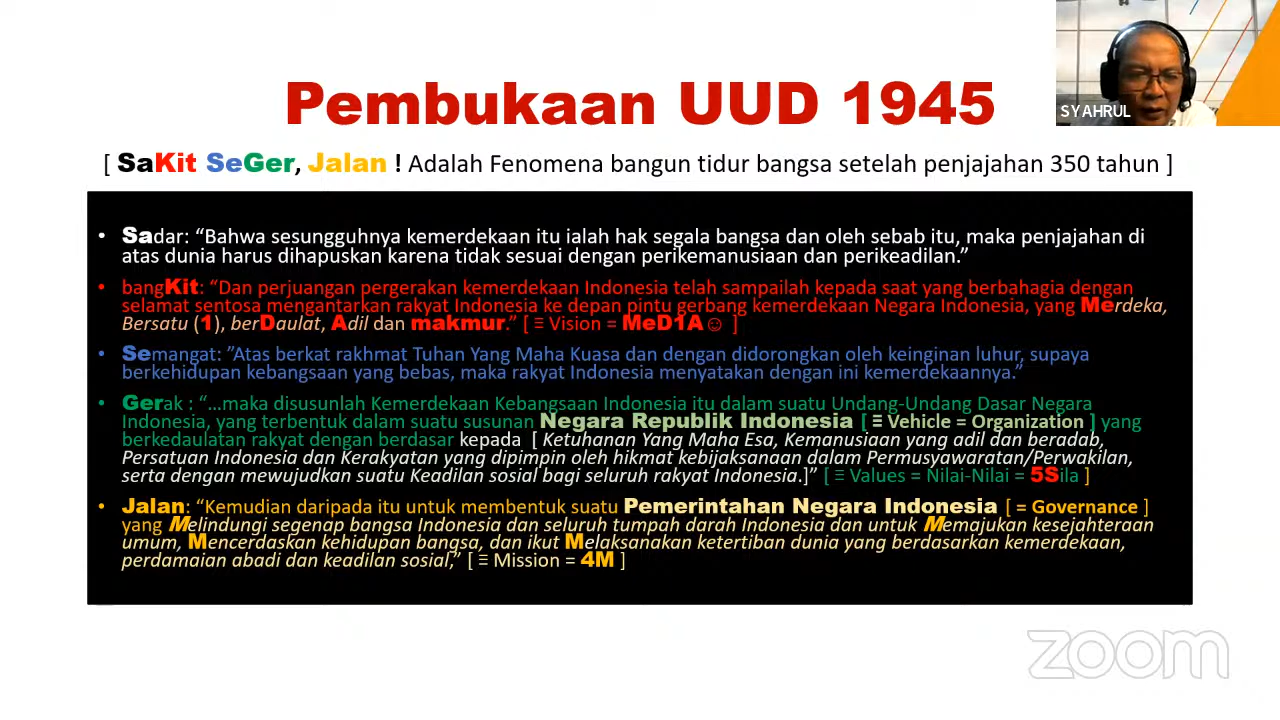 SYAHRUL
Pembukaan UUD 1945
[ SaKit SeGer, Jalan ! Adalah Fenomena bangun tidur bangsa setelah penjajahan 350 tahun ]
• Sadar: “Bahwa sesungguhnya kemerdekaan itu ialah hak segala bangsa dan oleh sebab itu, maka penjajahan di
atas dunia harus dihapuskan karena tidak sesuai dengan perikemanusiaan dan perikeadilan.”
• bangKit: “Dan perjuangan pergerakan kemerdekaan Indonesia telah sampailah kepada saat yang berbahagia dengan
selamat sentosa mengantarkan rakyat Indonesia ke depan pintu gerbang kemerdekaan Negara Indonesia, yang Merdeka,
Bersatu (1), berDaulat, Adil dan makmur.” [ ≡ Vision = MeD1A☺ ]
• Semangat: ”Atas berkat rakhmat Tuhan Yang Maha Kuasa dan dengan didorongkan oleh keinginan luhur, supaya
berkehidupan kebangsaan yang bebas, maka rakyat Indonesia menyatakan dengan ini kemerdekaannya.”
• Gerak : “…maka disusunlah Kemerdekaan Kebangsaan Indonesia itu dalam suatu Undang-Undang Dasar Negara
Indonesia, yang terbentuk dalam suatu susunan Negara Republik Indonesia [ ≡ Vehicle = Organization ] yang
berkedaulatan rakyat dengan berdasar kepada [ Ketuhanan Yang Maha Esa, Kemanusiaan yang adil dan beradab,
Persatuan Indonesia dan Kerakyatan yang dipimpin oleh hikmat kebijaksanaan dalam Permusyawaratan/Perwakilan,
serta dengan mewujudkan suatu Keadilan sosial bagi seluruh rakyat Indonesia.]” [ ≡ Values = Nilai-Nilai = 5Sila ]
• Jalan: “Kemudian daripada itu untuk membentuk suatu Pemerintahan Negara Indonesia [ = Governance ]
yang Melindungi segenap bangsa Indonesia dan seluruh tumpah darah Indonesia dan untuk Memajukan kesejahteraan
umum, Mencerdaskan kehidupan bangsa, dan ikut Melaksanakan ketertiban dunia yang berdasarkan kemerdekaan,
perdamaian abadi dan keadilan sosial,” [ ≡ Mission = 4M ]
zoom